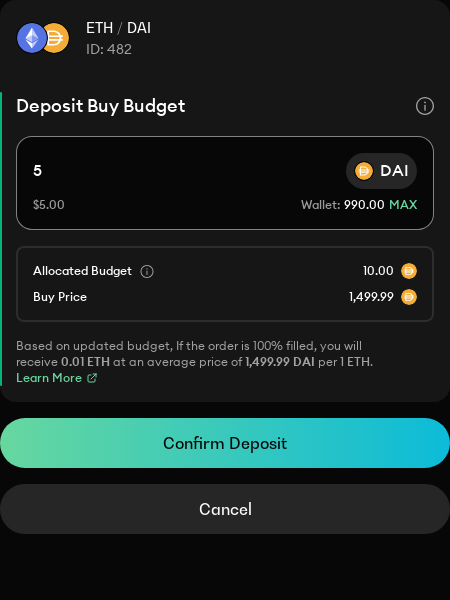 ETH / DAI
ID: 482
Deposit Buy Budget
5
DAI
$5.00
Wallet: 990.00 MAX
Allocated Budget
10.00
Buy Price
1,499.99
Based on updated budget, If the order is 100% filled, you will
receive 0.01 ETH at an average price of 1,499.99 DAI per 1 ETH.
Learn More
Confirm Deposit
Cancel